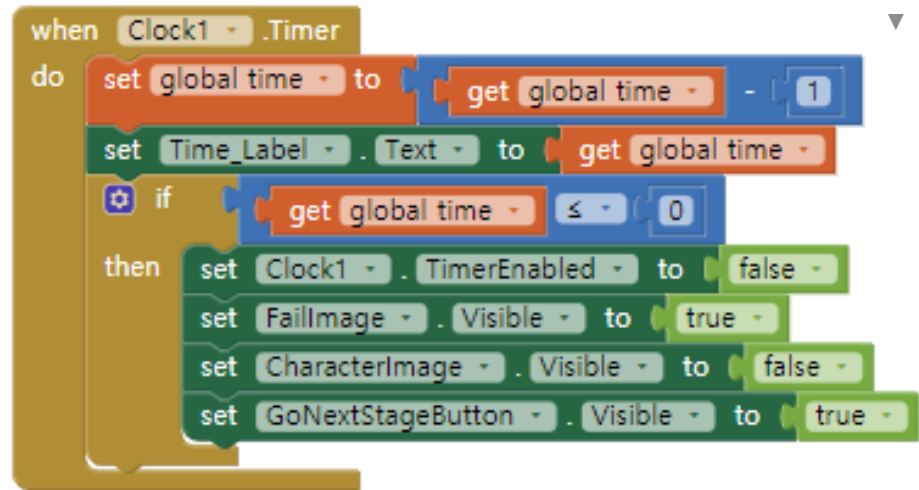 when Clock1 .Timer
do set global time to get global time - 1
set Time_Label . Text to get global time
if get global time ≤ 0
then set Clock1 . TimerEnabled to false
set FailImage . Visible to true
set CharacterImage . Visible to false
set GoNextStageButton . Visible to true